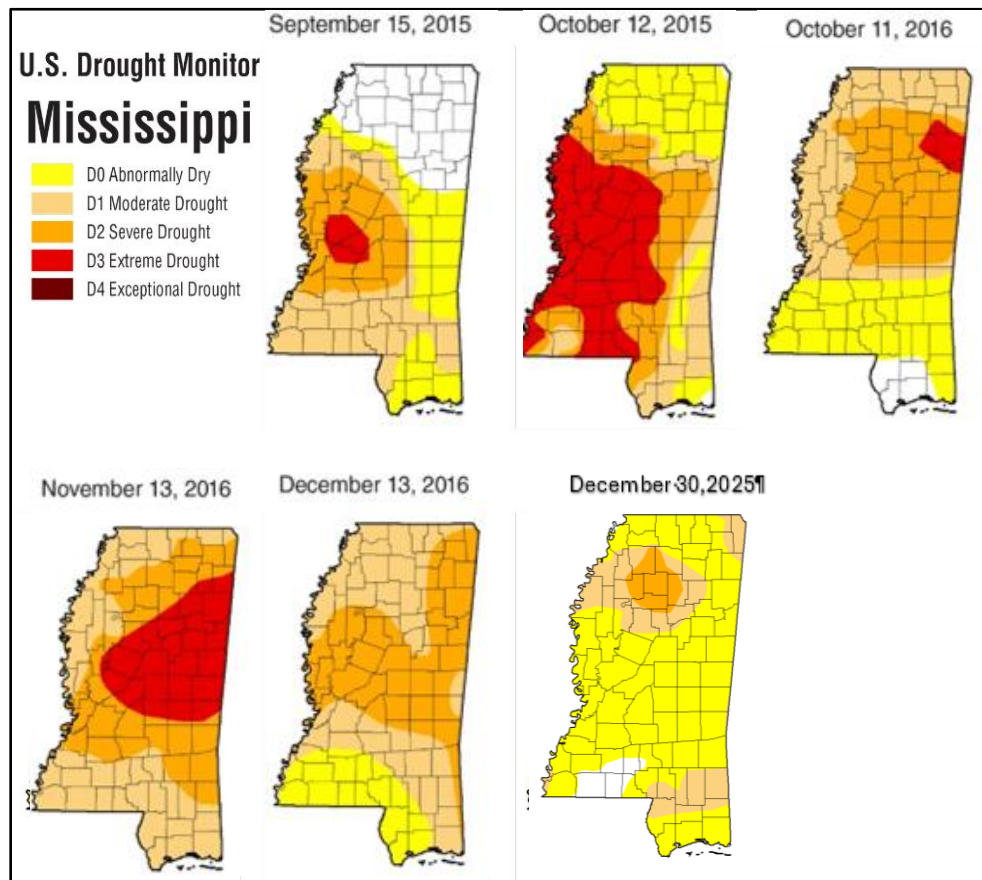 September 15, 2015
October 12, 2015
October 11, 2016
U.S. Drought Monitor
Mississippi
D0 Abnormally Dry
D1 Moderate Drought
D2 Severe Drought
D3 Extreme Drought
D4 Exceptional Drought
November 13, 2016
December 13, 2016
December·30,2025¶